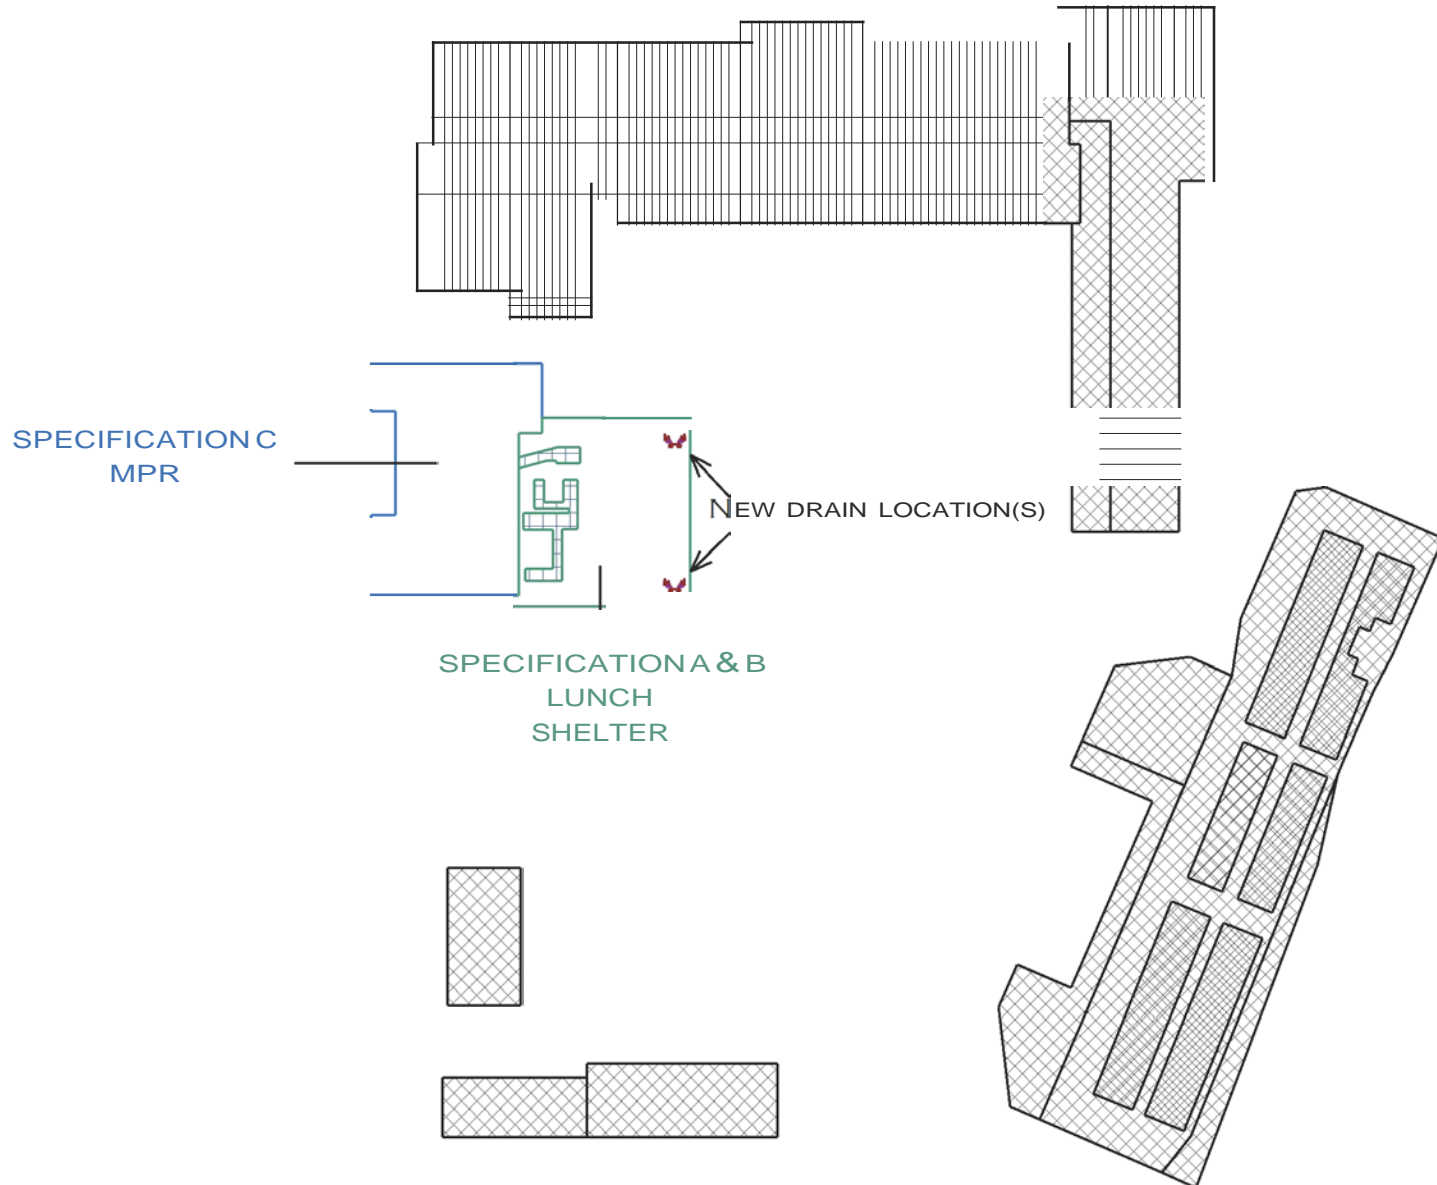 SPECIFICATION C
MPR
NEW DRAIN LOCATION(S)
SPECIFICATION A & B
LUNCH
SHELTER